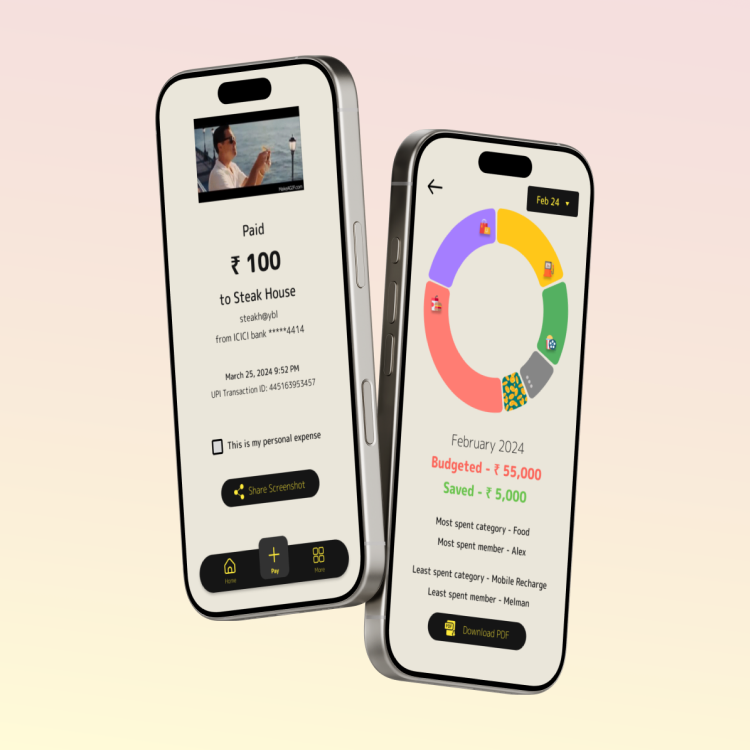 MakeAGIF.com
Paid
₹ 100
to Steak House
steakh@ybl
from ICICI bank *****4414
March 25, 2024 9:52 PM
UPI Transaction ID: 445163953457
This is my personal expense
Share Screenshot
Home
Pay
More
Feb 24
February 2024
Budgeted - ₹ 55,000
Saved - ₹ 5,000
Most spent category - Food
Most spent member - Alex
Least spent category - Mobile Recharge
Least spent member - Melman
Download PDF